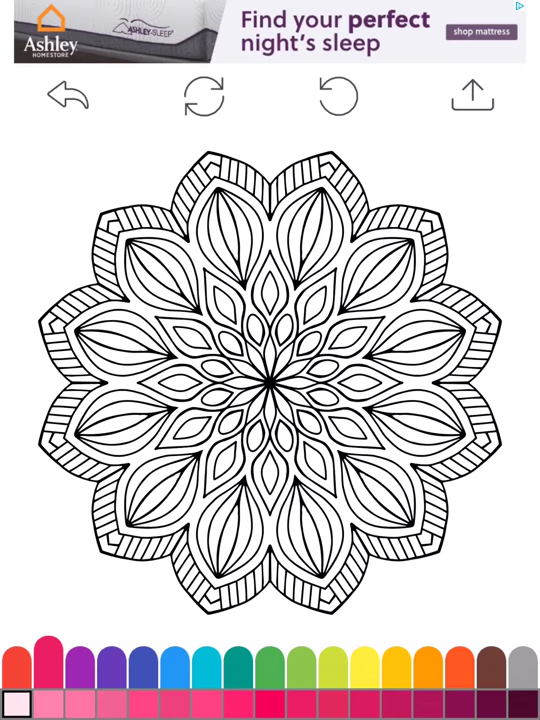 Find your perfect
night's sleep
shop mattress
Ashley
HOMESTORE
ASHLEY-SLEEP